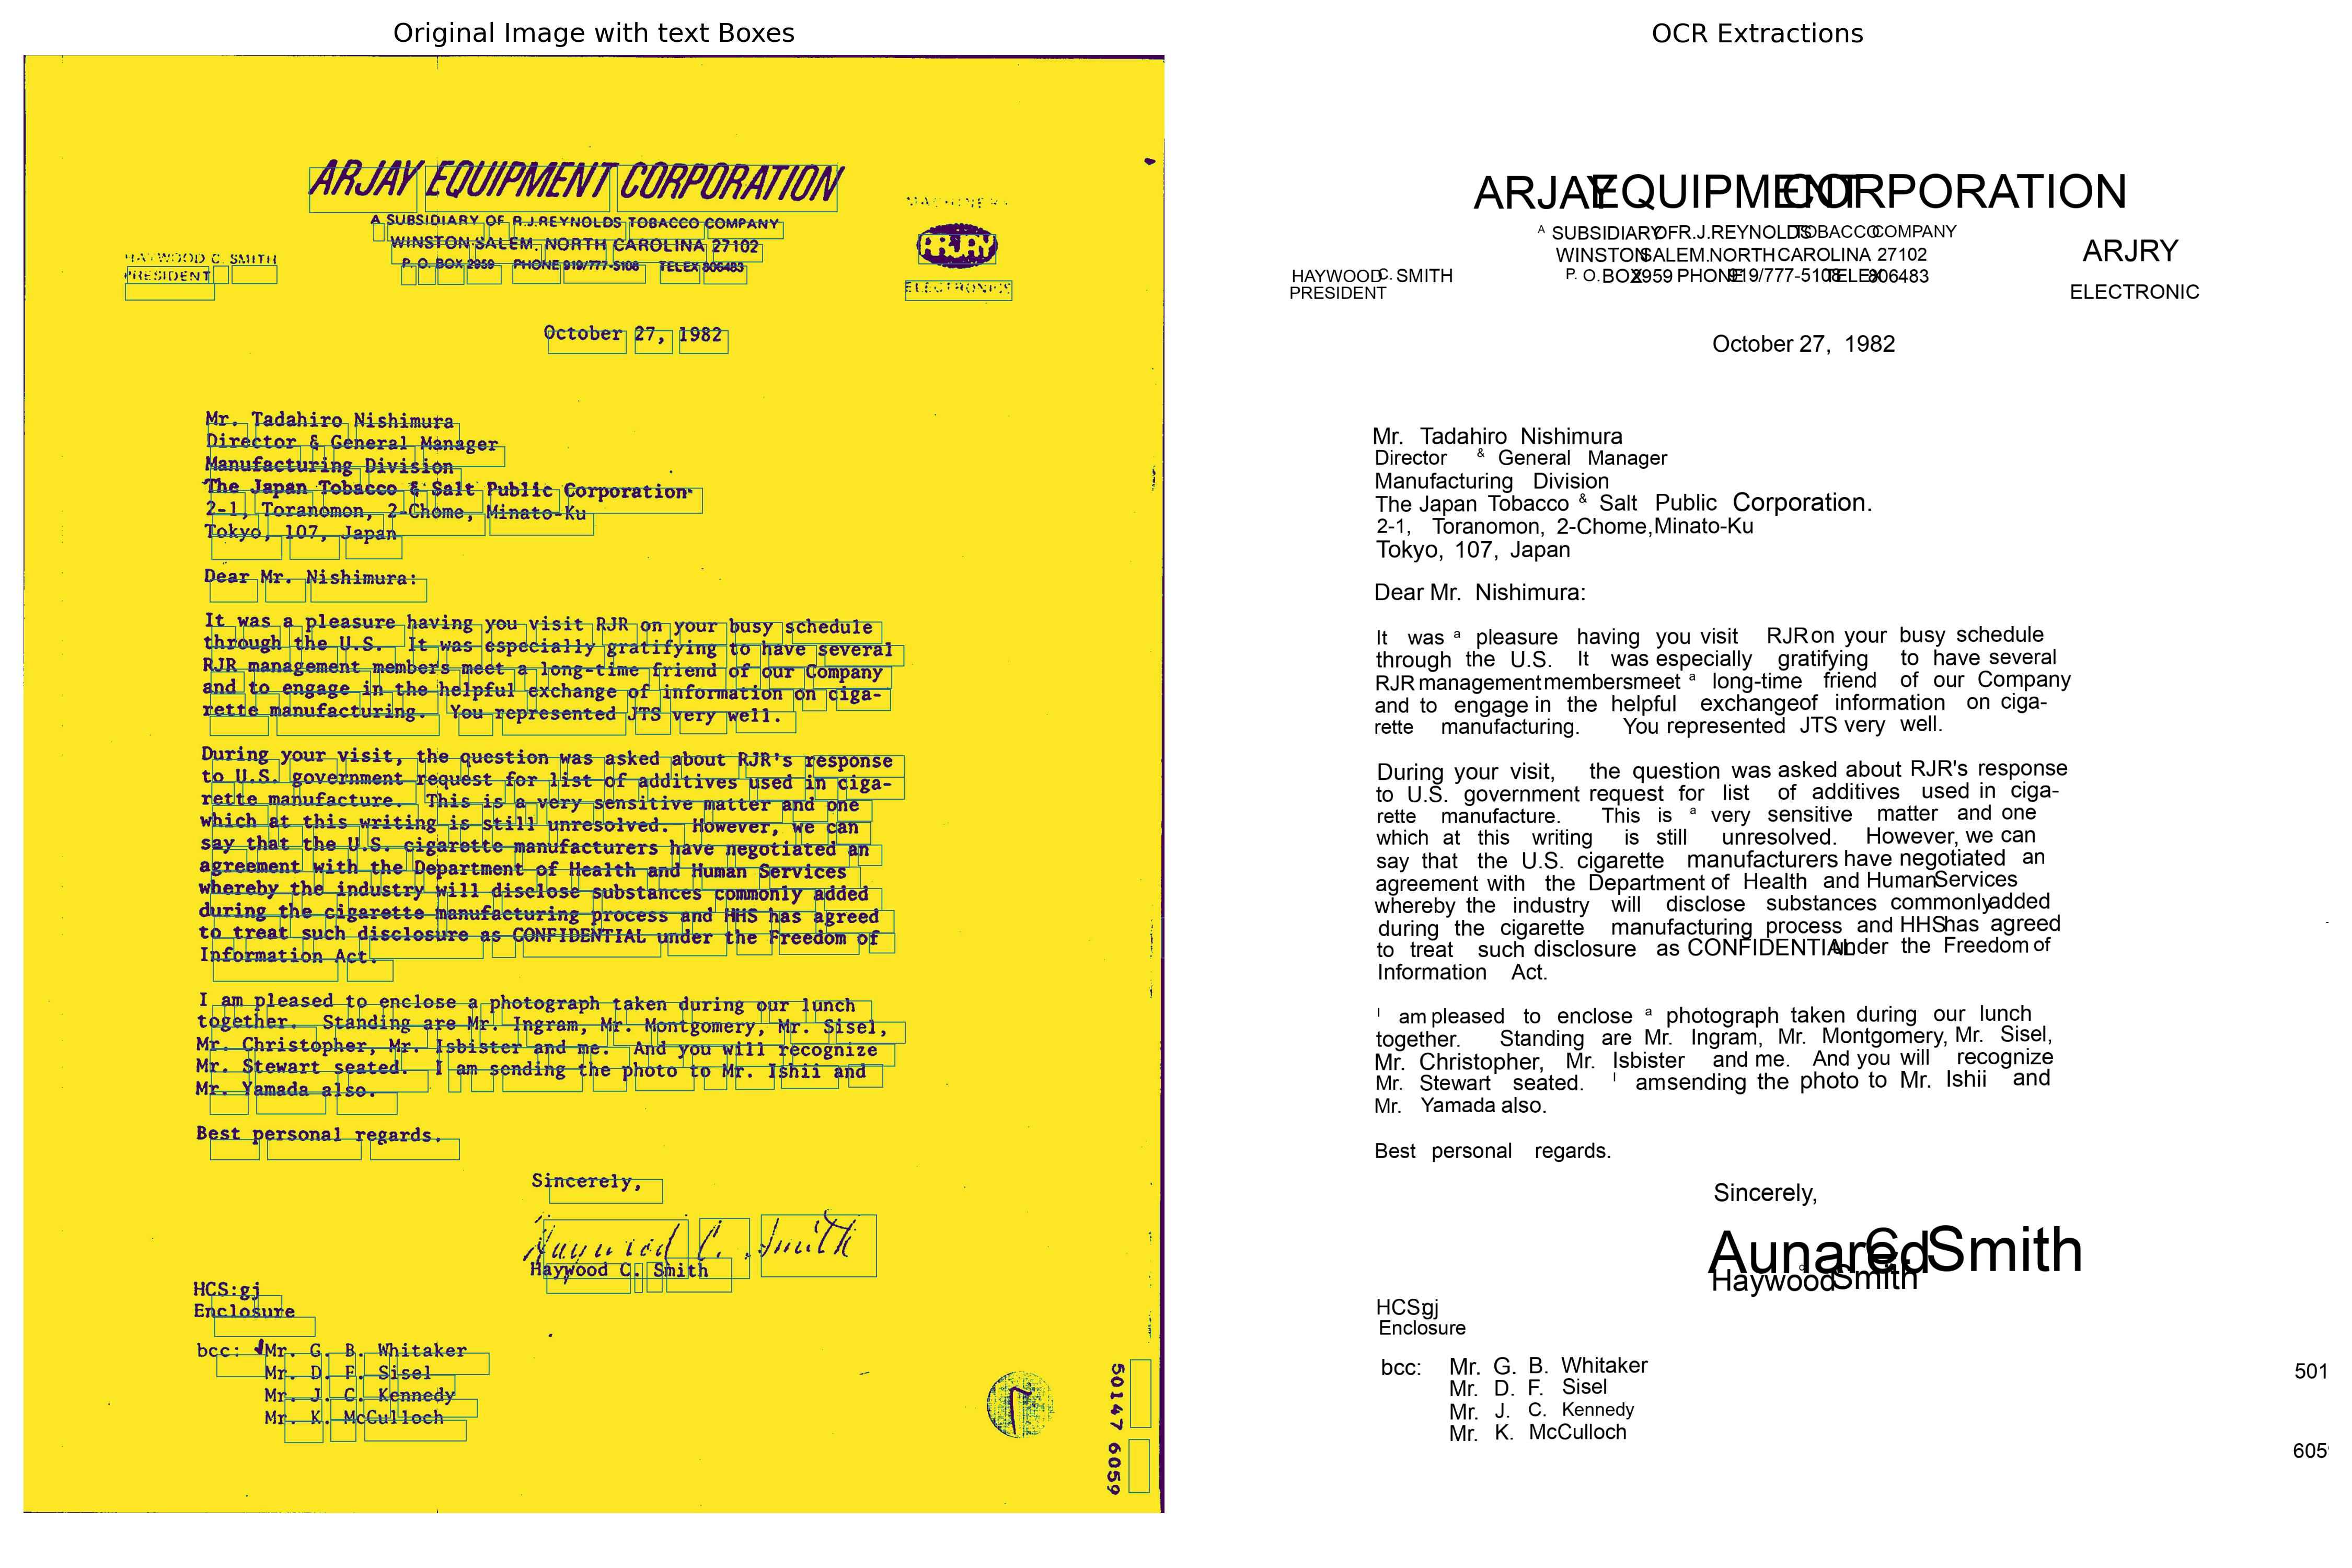 Original Image with text Boxes
ARJAY EQUIPMENT CORPORATION
A SUBSIDIARY OF R.J.REYNOLDS TOBACCO COMPANY
WINSTON-SALEM. NORTH CAROLINA 27102
P. O. BOX 2959 PHONE 919/777-5108 TELEX 806483
HAYWOOD C. SMITH
PRESIDENT
MACHINERY
ARJAY
ELECTRONICS
October 27, 1982
Mr. Tadahiro Nishimura
Director & General Manager
Manufacturing Division
The Japan Tobacco & Salt Public Corporation
2-1, Toranomon, 2-Chome, Minato-Ku
Tokyo, 107, Japan
Dear Mr. Nishimura:
It was a pleasure having you visit RJR on your busy schedule
through the U.S. It was especially gratifying to have several
RJR management members meet a long-time friend of our Company
and to engage in the helpful exchange of information on ciga-
rette manufacturing. You represented JTS very well.
During your visit, the question was asked about RJR's response
to U.S. government request for list of additives used in ciga-
rette manufacture. This is a very sensitive matter and one
which at this writing is still unresolved. However, we can
say that the U.S. cigarette manufacturers have negotiated an
agreement with the Department of Health and Human Services
whereby the industry will disclose substances commonly added
during the cigarette manufacturing process and HHS has agreed
to treat such disclosure as CONFIDENTIAL under the Freedom of
Information Act.
I am pleased to enclose a photograph taken during our lunch
together. Standing are Mr. Ingram, Mr. Montgomery, Mr. Sisel,
Mr. Christopher, Mr. Isbister and me. And you will recognize
Mr. Stewart seated. I am sending the photo to Mr. Ishii and
Mr. Yamada also.
Best personal regards.
Sincerely,
Haywood C. Smith
Haywood C. Smith
HCS:gj
Enclosure
bcc: Mr. G. B. Whitaker
Mr. D. F. Sisel
Mr. J. C. Kennedy
Mr. K. McCulloch
50147 6059
OCR Extractions
ARJAY EQUIPMENT CORPORATION
A SUBSIDIARY OF R.J.REYNOLDS TOBACCO COMPANY
WINSTON SALEM. NORTH CAROLINA 27102
P. O. BOX 2959 PHONE 919/777-5108 TELEX 806483
HAYWOOD C. SMITH
PRESIDENT
ARJRY
ELECTRONIC
October 27, 1982
Mr. Tadahiro Nishimura
Director & General Manager
Manufacturing Division
The Japan Tobacco & Salt Public Corporation.
2-1, Toranomon, 2-Chome, Minato-Ku
Tokyo, 107, Japan
Dear Mr. Nishimura:
It was a pleasure having you visit RJR on your busy schedule
through the U.S. It was especially gratifying to have several
RJR management members meet a long-time friend of our Company
and to engage in the helpful exchange of information on ciga-
rette manufacturing. You represented JTS very well.
During your visit, the question was asked about RJR's response
to U.S. government request for list of additives used in ciga-
rette manufacture. This is a very sensitive matter and one
which at this writing is still unresolved. However, we can
say that the U.S. cigarette manufacturers have negotiated an
agreement with the Department of Health and Human Services
whereby the industry will disclose substances commonly added
during the cigarette manufacturing process and HHS has agreed
to treat such disclosure as CONFIDENTIAL under the Freedom of
Information Act.
I am pleased to enclose a photograph taken during our lunch
together. Standing are Mr. Ingram, Mr. Montgomery, Mr. Sisel,
Mr. Christopher, Mr. Isbister and me. And you will recognize
Mr. Stewart seated. I am sending the photo to Mr. Ishii and
Mr. Yamada also.
Best personal regards.
Sincerely,
Aunared C. Smith
Haywood C. Smith
HCS:gj
Enclosure
bcc: Mr. G. B. Whitaker
Mr. D. F. Sisel
Mr. J. C. Kennedy
Mr. K. McCulloch
501
605